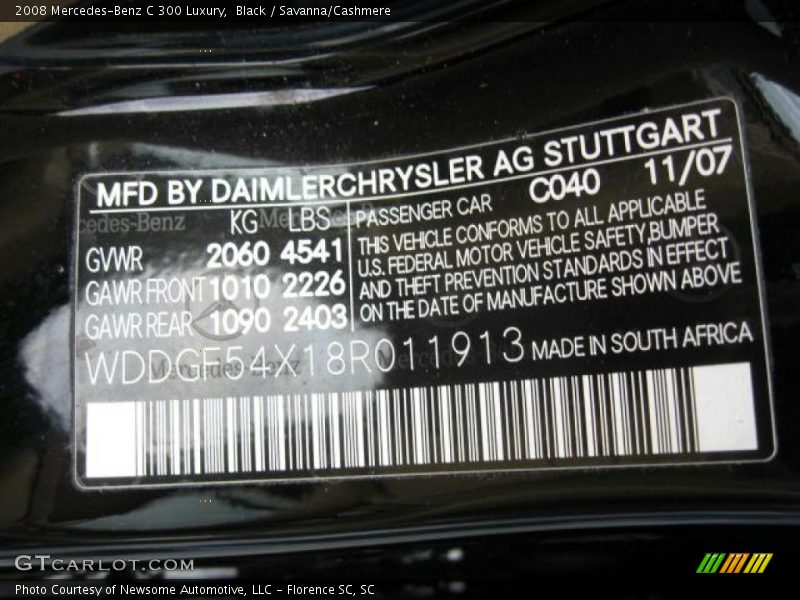 2008 Mercedes-Benz C 300 Luxury, Black / Savanna/Cashmere
MFD BY DAIMLERCHRYSLER AG STUTTGART
C040 11/07
KG LBS PASSENGER CAR
GVWR 2060 4541
GAWR FRONT 1010 2226
GAWR REAR 1090 2403
THIS VEHICLE CONFORMS TO ALL APPLICABLE
U.S. FEDERAL MOTOR VEHICLE SAFETY,BUMPER
AND THEFT PREVENTION STANDARDS IN EFFECT
ON THE DATE OF MANUFACTURE SHOWN ABOVE
WDDGF54X18R011913 MADE IN SOUTH AFRICA
GTcarlot.com
Photo Courtesy of Newsome Automotive, LLC - Florence SC, SC